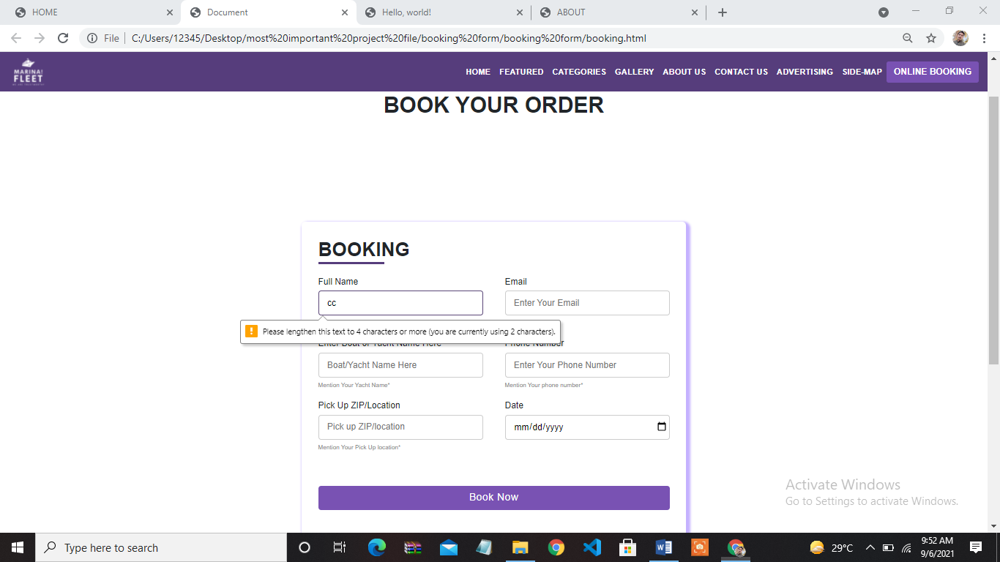 HOME
Document
Hello, world!
ABOUT
File
C:/Users/12345/Desktop/most%20important%20project%20file/booking%20form/booking%20form/booking.html
MARINA!
FLEET
HOME FEATURED CATEGORIES GALLERY ABOUT US CONTACT US ADVERTISING SIDE-MAP ONLINE BOOKING
BOOK YOUR ORDER
BOOKING
Full Name Email
cc Enter Your Email
! Please lengthen this text to 4 characters or more (you are currently using 2 characters).
Enter Boat or Yacht Name Here Phone Number
Boat/Yacht Name Here Enter Your Phone Number
Mention Your Yacht Name* Mention Your phone number*
Pick Up ZIP/Location Date
Pick up ZIP/location mm/dd/yyyy
Mention Your Pick Up location*
Book Now
Activate Windows
Go to Settings to activate Windows.
Type here to search
29°C
9:52 AM
9/6/2021